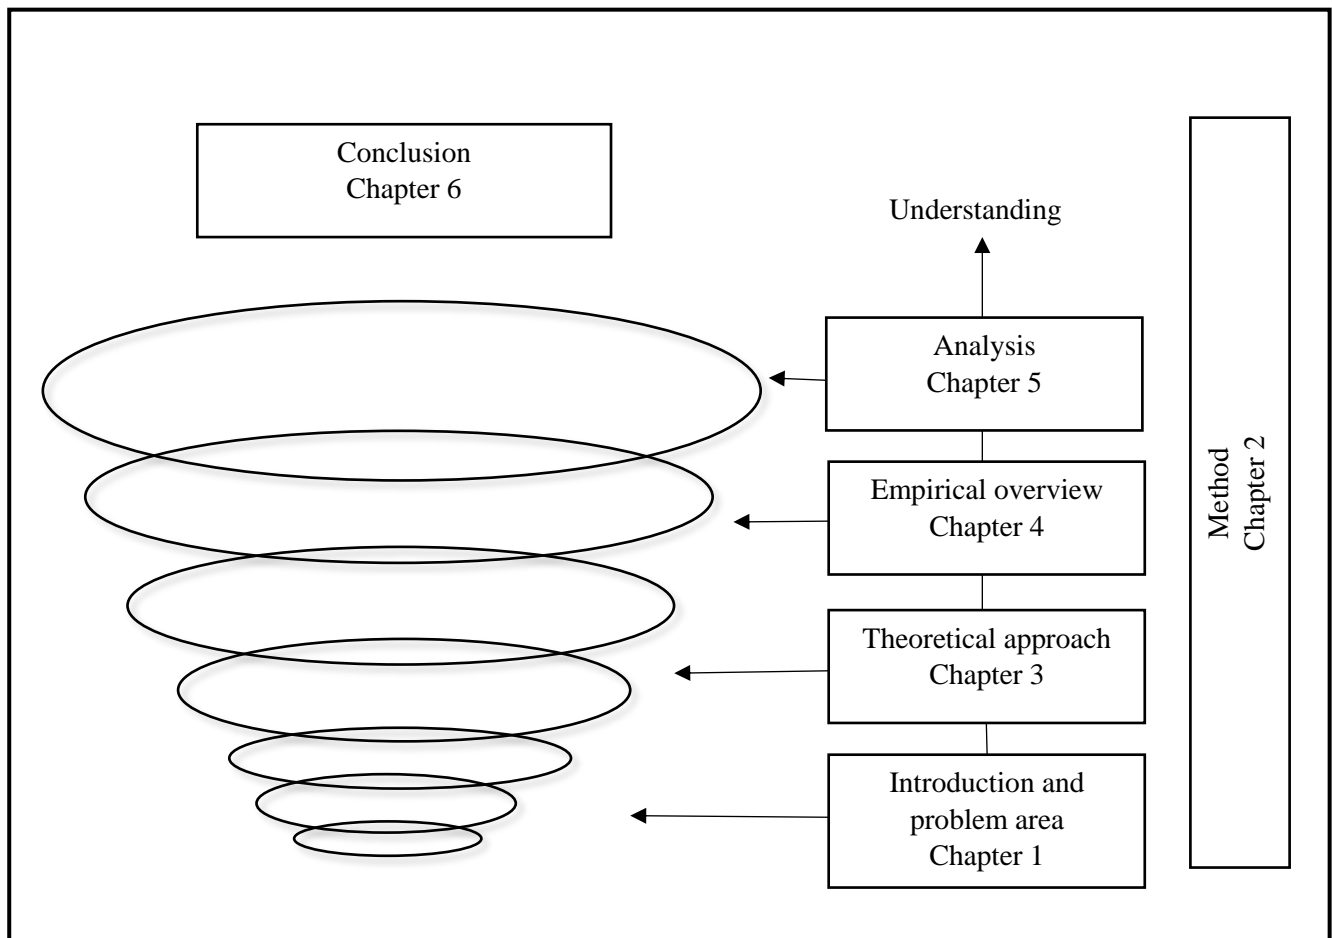 Conclusion
Chapter 6
Understanding
Analysis
Chapter 5
Empirical overview
Chapter 4
Theoretical approach
Chapter 3
Introduction and
problem area
Chapter 1
Method
Chapter 2